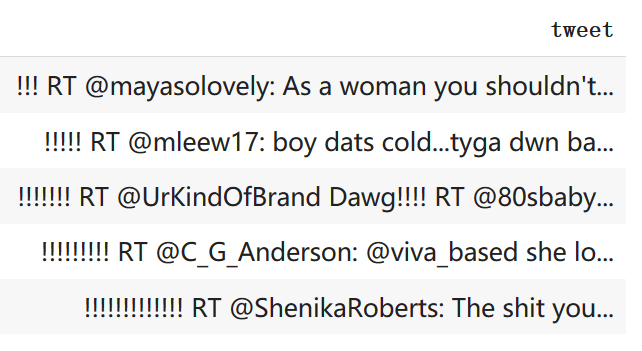 tweet
!!! RT @mayasolovely: As a woman you shouldn't...
!!!!! RT @mleew17: boy dats cold...tyga dwn ba...
!!!!!!! RT @UrKindOfBrand Dawg!!!! RT @80sbaby...
!!!!!!!!! RT @C_G_Anderson: @viva_based she lo...
!!!!!!!!!!!!! RT @ShenikaRoberts: The shit you...